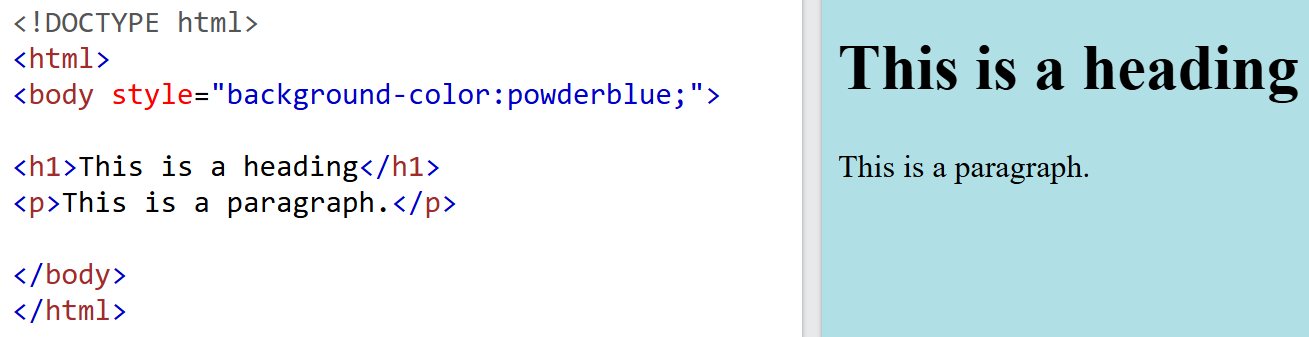 <!DOCTYPE html>
<html>
<body style="background-color:powderblue;">
<h1>This is a heading</h1>
<p>This is a paragraph.</p>
</body>
</html>
This is a heading
This is a paragraph.